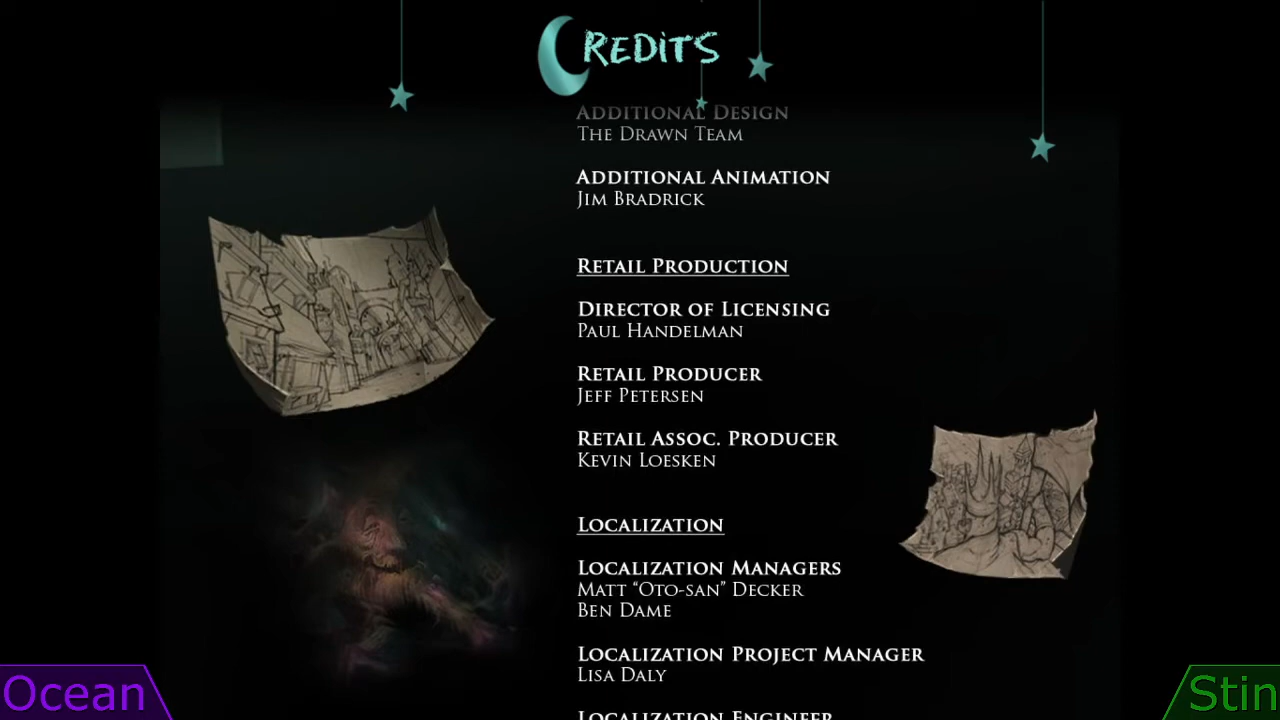 CREDITS
ADDITIONAL DESIGN
THE DRAWN TEAM
ADDITIONAL ANIMATION
JIM BRADRICK
RETAIL PRODUCTION
DIRECTOR OF LICENSING
PAUL HANDELMAN
RETAIL PRODUCER
JEFF PETERSEN
RETAIL ASSOC. PRODUCER
KEVIN LOESKEN
LOCALIZATION
LOCALIZATION MANAGERS
MATT “OTO-SAN” DECKER
BEN DAME
LOCALIZATION PROJECT MANAGER
LISA DALY
LOCALIZATION ENGINEER
Ocean
Stin